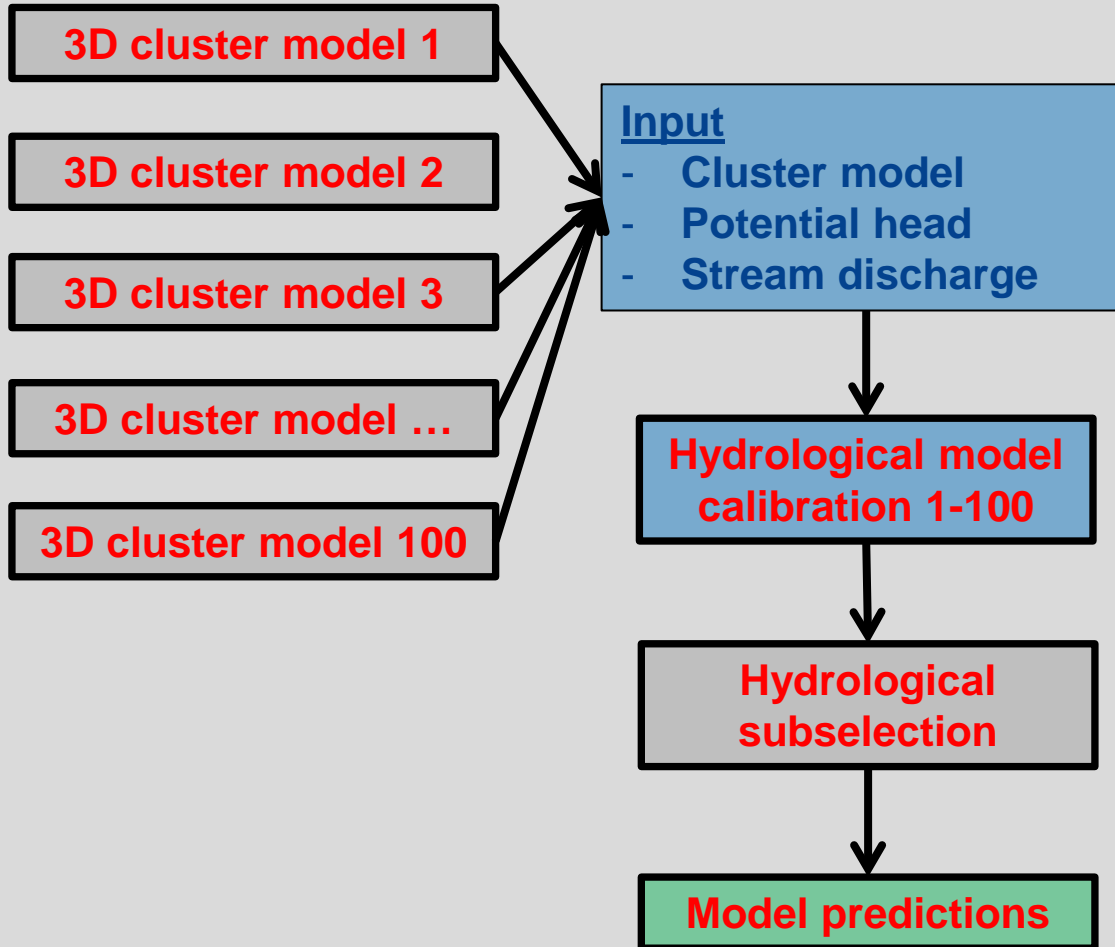 3D cluster model 1
3D cluster model 2
3D cluster model 3
3D cluster model …
3D cluster model 100
Input
- Cluster model
- Potential head
- Stream discharge
Hydrological model
calibration 1-100
Hydrological
subselection
Model predictions